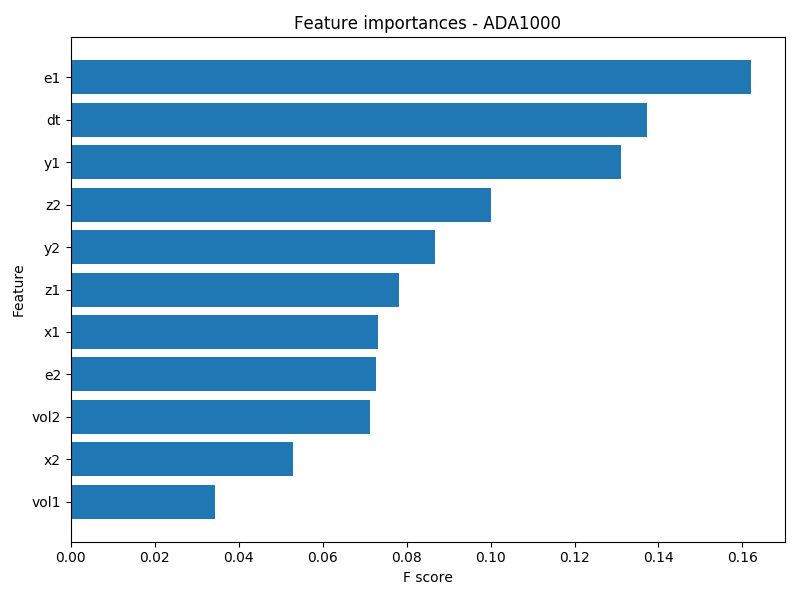 Feature importances - ADA1000
Feature
e1
dt
y1
z2
y2
z1
x1
e2
vol2
x2
vol1
0.00 0.02 0.04 0.06 0.08 0.10 0.12 0.14 0.16
F score